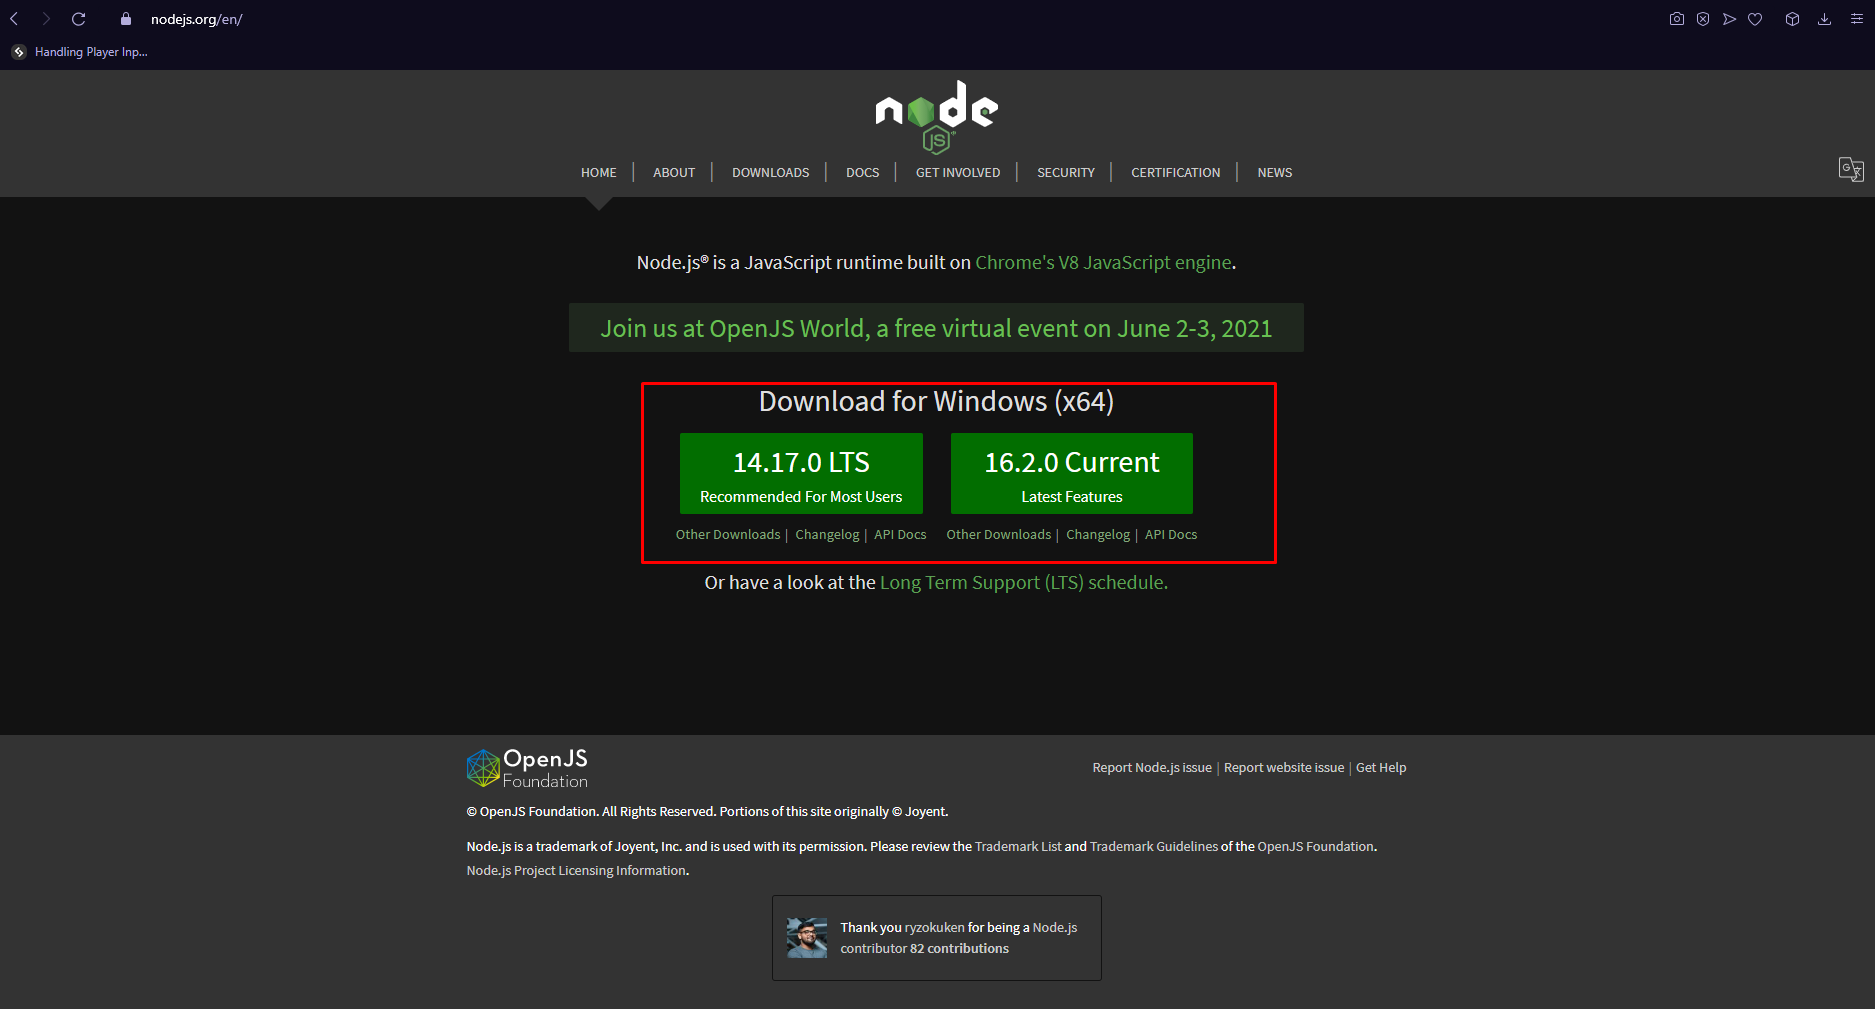 nodejs.org/en/
Handling Player Inp...
node
JS
HOME | ABOUT | DOWNLOADS | DOCS | GET INVOLVED | SECURITY | CERTIFICATION | NEWS
Node.js® is a JavaScript runtime built on Chrome's V8 JavaScript engine.
Join us at OpenJS World, a free virtual event on June 2-3, 2021
Download for Windows (x64)
14.17.0 LTS
Recommended For Most Users
16.2.0 Current
Latest Features
Other Downloads | Changelog | API Docs
Other Downloads | Changelog | API Docs
Or have a look at the Long Term Support (LTS) schedule.
OpenJS
Foundation
Report Node.js issue | Report website issue | Get Help
© OpenJS Foundation. All Rights Reserved. Portions of this site originally © Joyent.
Node.js is a trademark of Joyent, Inc. and is used with its permission. Please review the Trademark List and Trademark Guidelines of the OpenJS Foundation.
Node.js Project Licensing Information.
Thank you ryzokuken for being a Node.js
contributor 82 contributions